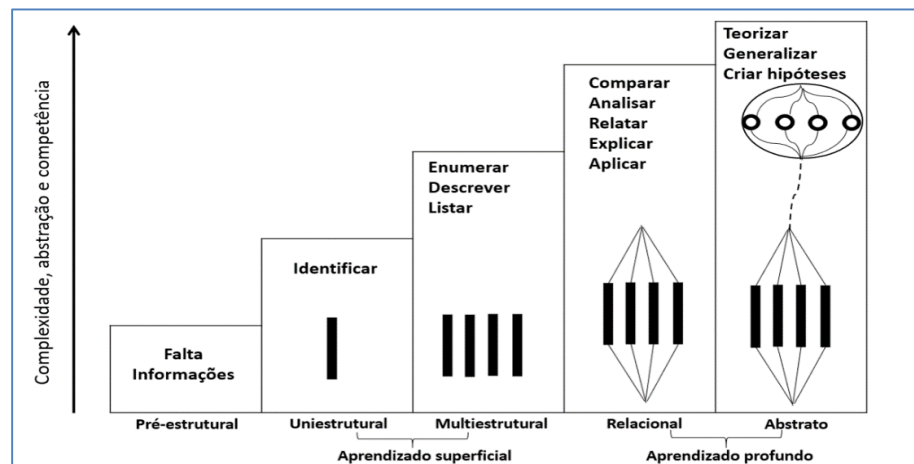 Complexidade, abstração e competência
Falta
Informações
Identificar
Enumerar
Descrever
Listar
Comparar
Analisar
Relatar
Explicar
Aplicar
Teorizar
Generalizar
Criar hipóteses
Pré-estrutural
Uniestrutural
Multiestrutural
Relacional
Abstrato
Aprendizado superficial
Aprendizado profundo